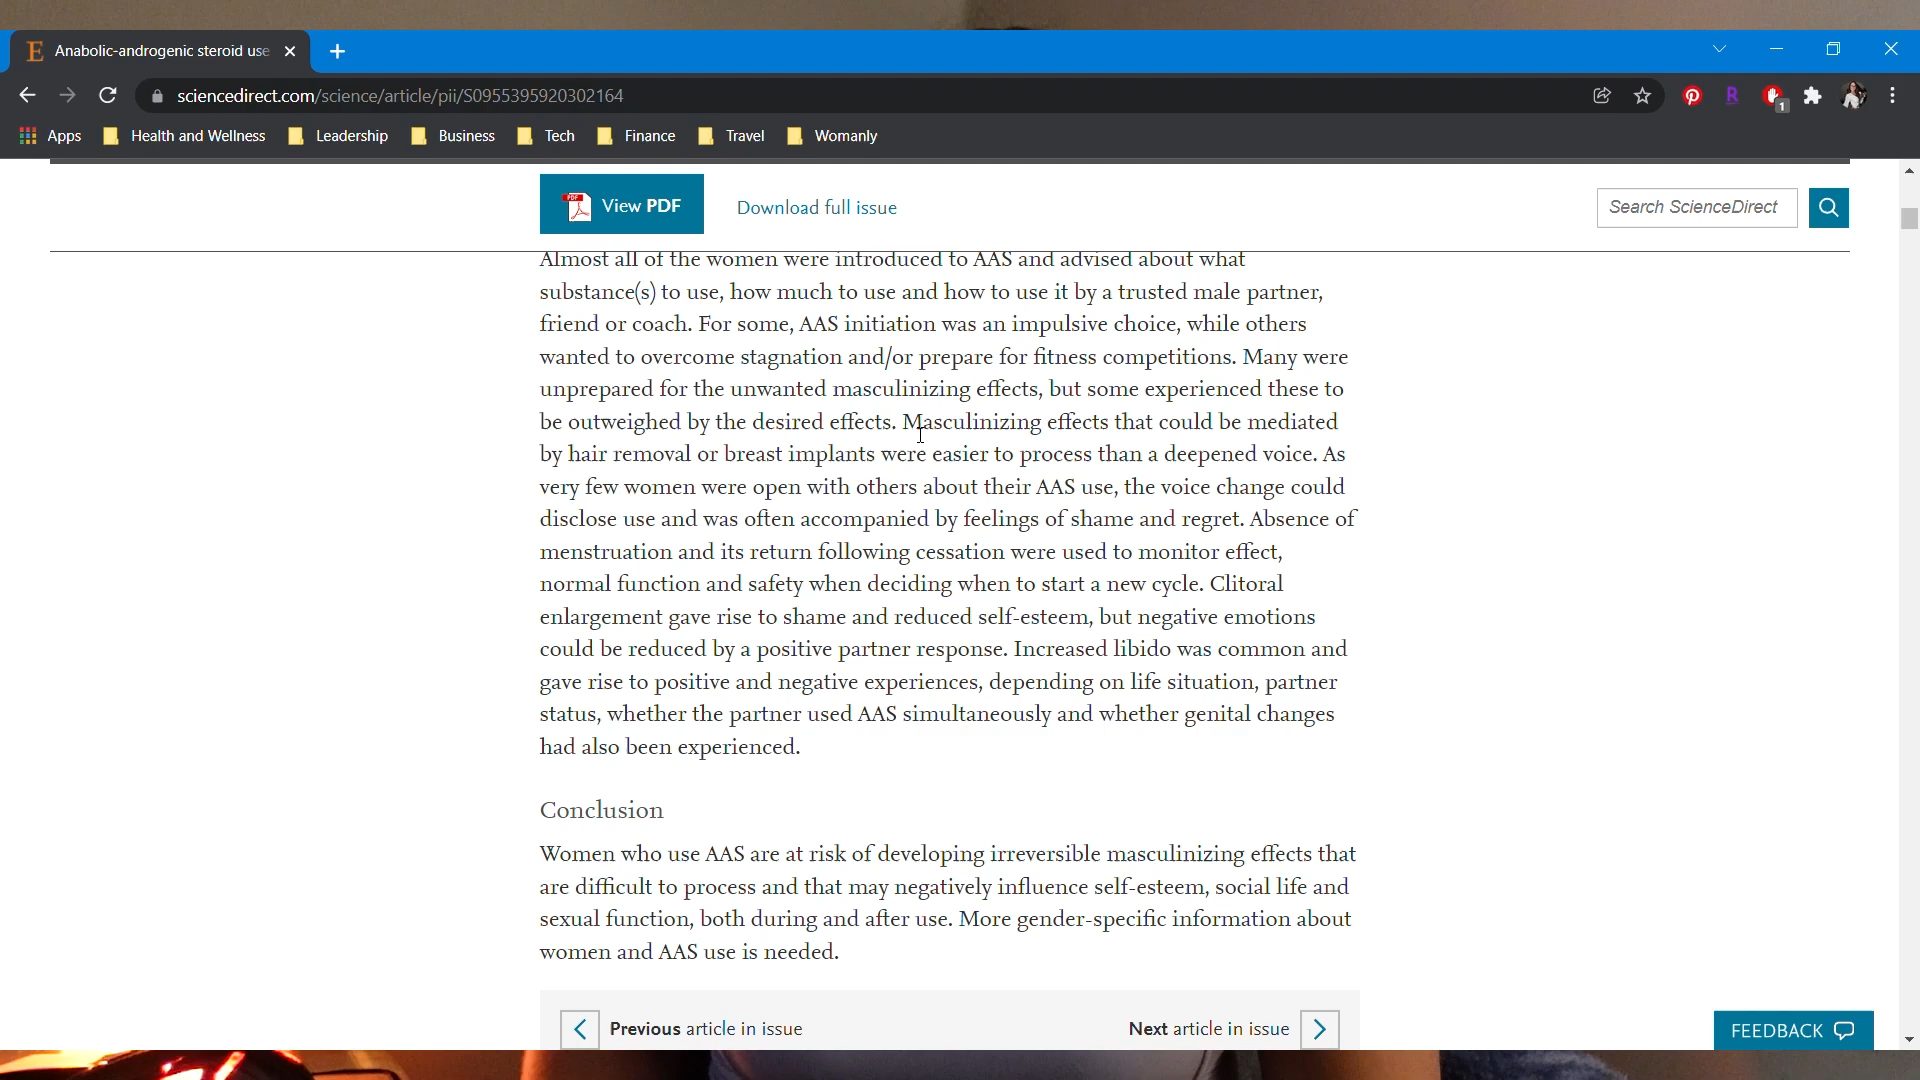 Anabolic-androgenic steroid use
sciencedirect.com/science/article/pii/S0955395920302164
1
Apps Health and Wellness Leadership Business Tech Finance Travel Womanly
View PDF Download full issue Search ScienceDirect
Almost all of the women were introduced to AAS and advised about what
substance(s) to use, how much to use and how to use it by a trusted male partner,
friend or coach. For some, AAS initiation was an impulsive choice, while others
wanted to overcome stagnation and/or prepare for fitness competitions. Many were
unprepared for the unwanted masculinizing effects, but some experienced these to
be outweighed by the desired effects. Masculinizing effects that could be mediated
by hair removal or breast implants were easier to process than a deepened voice. As
very few women were open with others about their AAS use, the voice change could
disclose use and was often accompanied by feelings of shame and regret. Absence of
menstruation and its return following cessation were used to monitor effect,
normal function and safety when deciding when to start a new cycle. Clitoral
enlargement gave rise to shame and reduced self-esteem, but negative emotions
could be reduced by a positive partner response. Increased libido was common and
gave rise to positive and negative experiences, depending on life situation, partner
status, whether the partner used AAS simultaneously and whether genital changes
had also been experienced.
Conclusion
Women who use AAS are at risk of developing irreversible masculinizing effects that
are difficult to process and that may negatively influence self-esteem, social life and
sexual function, both during and after use. More gender-specific information about
women and AAS use is needed.
Previous article in issue Next article in issue
FEEDBACK